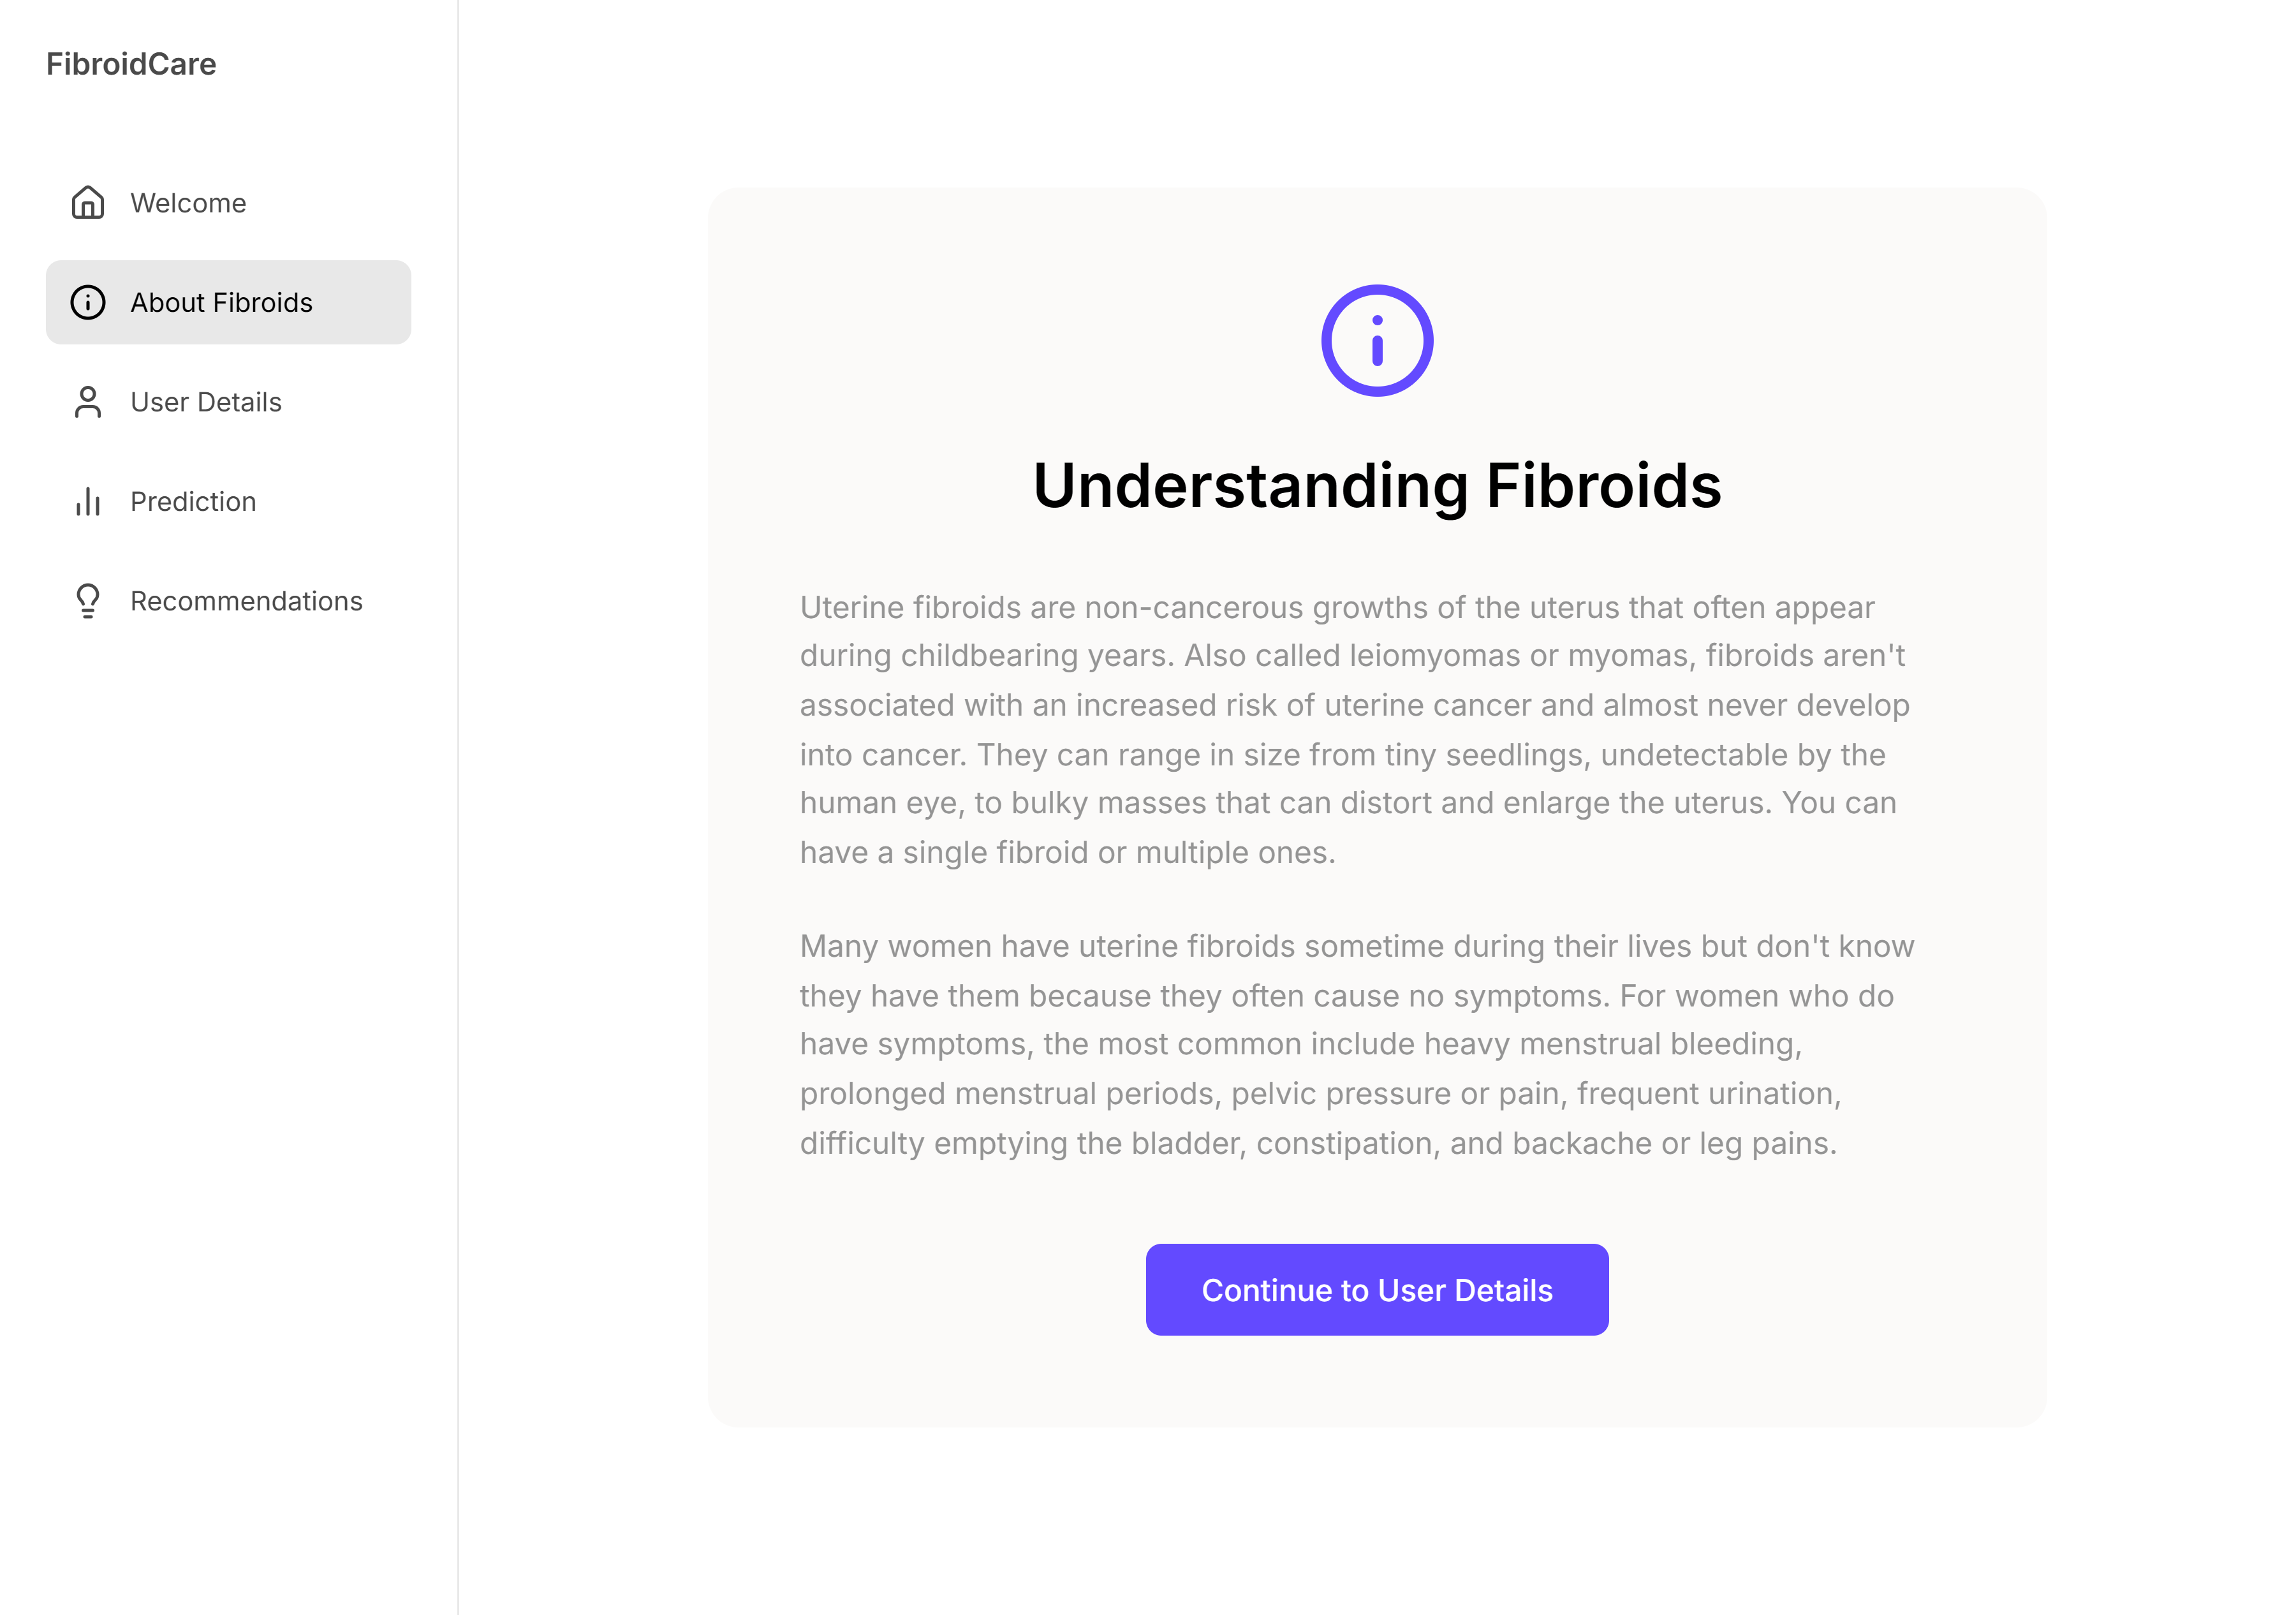 FibroidCare
Welcome
About Fibroids
User Details
Prediction
Recommendations
Understanding Fibroids
Uterine fibroids are non-cancerous growths of the uterus that often appear
during childbearing years. Also called leiomyomas or myomas, fibroids aren't
associated with an increased risk of uterine cancer and almost never develop
into cancer. They can range in size from tiny seedlings, undetectable by the
human eye, to bulky masses that can distort and enlarge the uterus. You can
have a single fibroid or multiple ones.
Many women have uterine fibroids sometime during their lives but don't know
they have them because they often cause no symptoms. For women who do
have symptoms, the most common include heavy menstrual bleeding,
prolonged menstrual periods, pelvic pressure or pain, frequent urination,
difficulty emptying the bladder, constipation, and backache or leg pains.
Continue to User Details